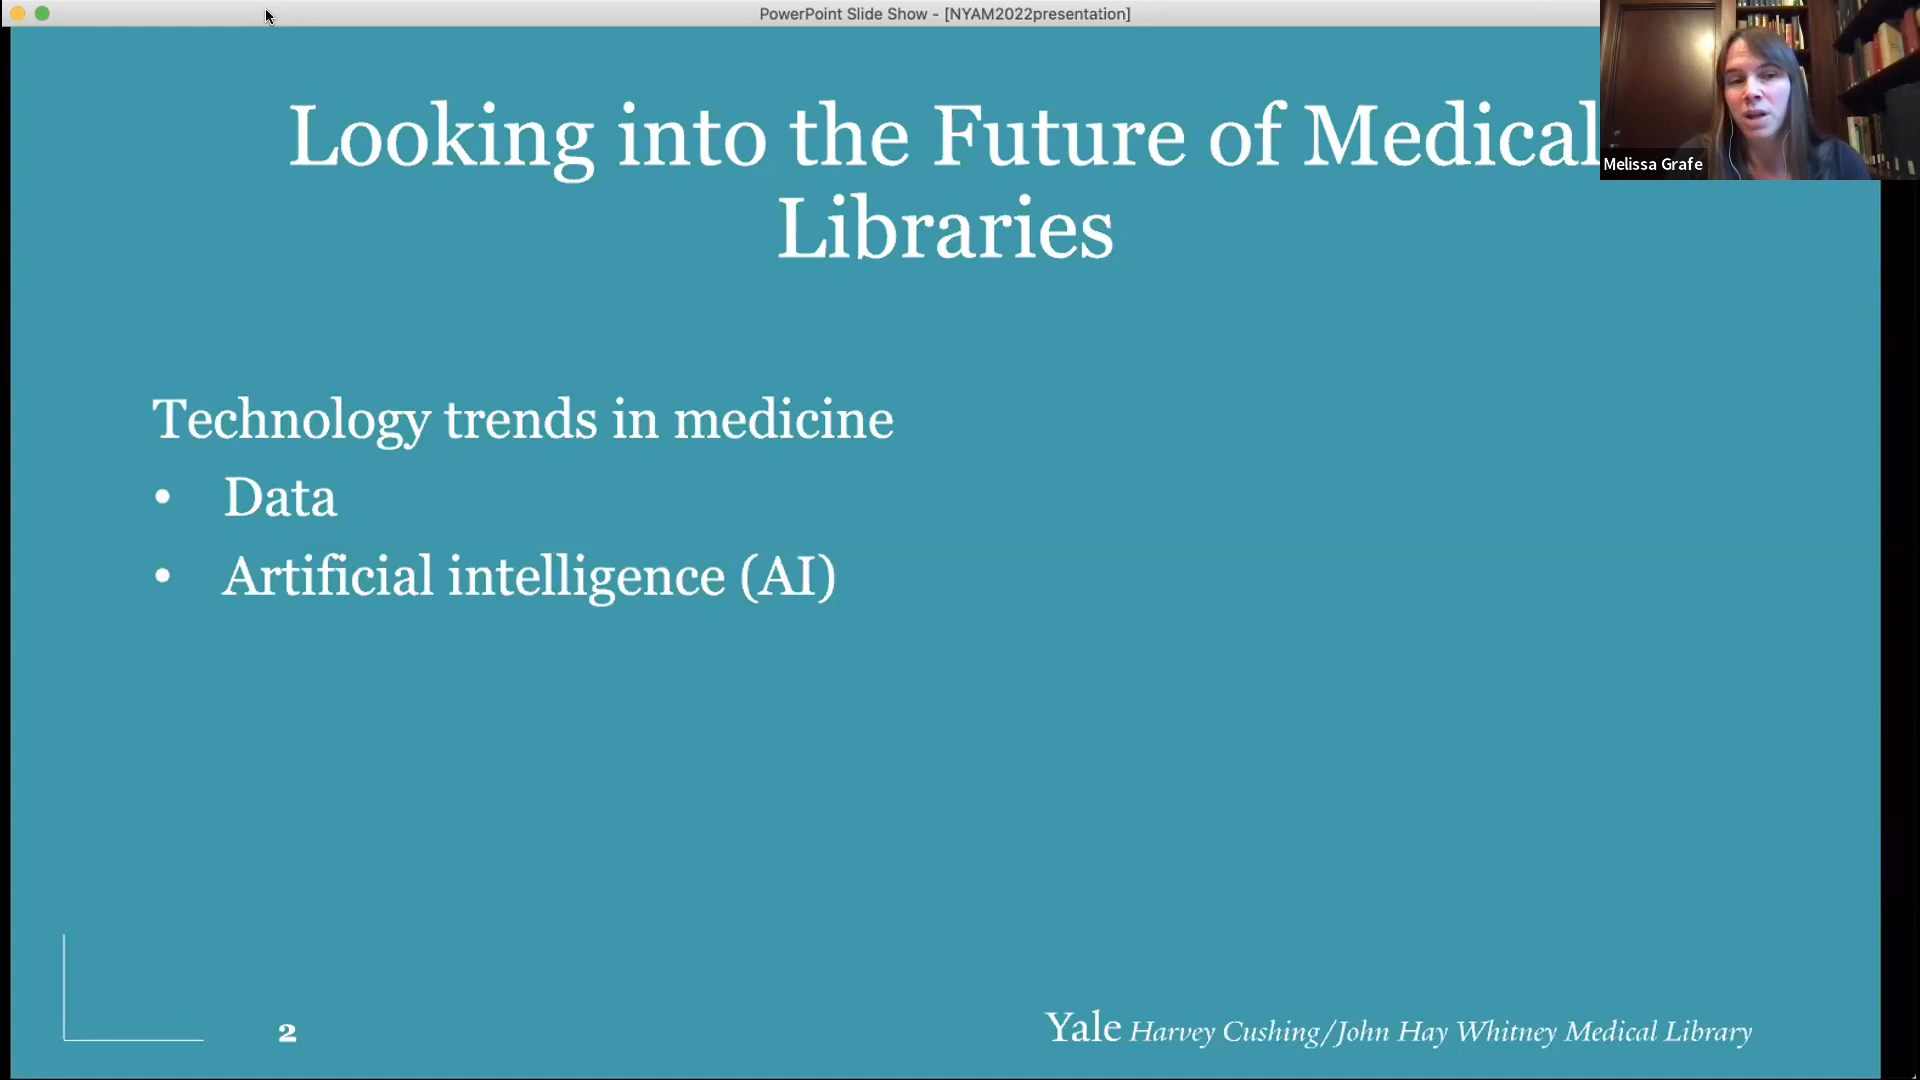 PowerPoint Slide Show - [NYAM2022presentation]
Looking into the Future of Medical
Libraries
Melissa Grafe
Technology trends in medicine
• Data
• Artificial intelligence (AI)
2
Yale Harvey Cushing/John Hay Whitney Medical Library